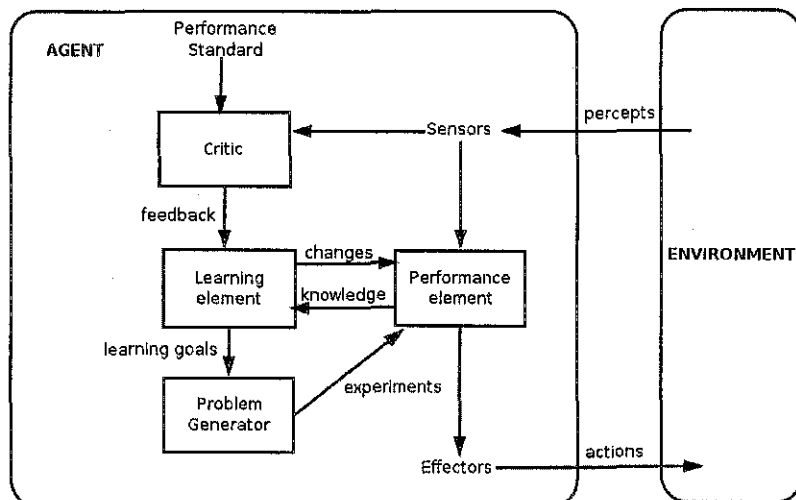 Performance
Standard
AGENT
percepts
Sensors
Critic
feedback
changes
Learning
element
Performance
element
ENVIRONMENT
knowledge
learning goals
experiments
Problem
Generator
actions
Effectors